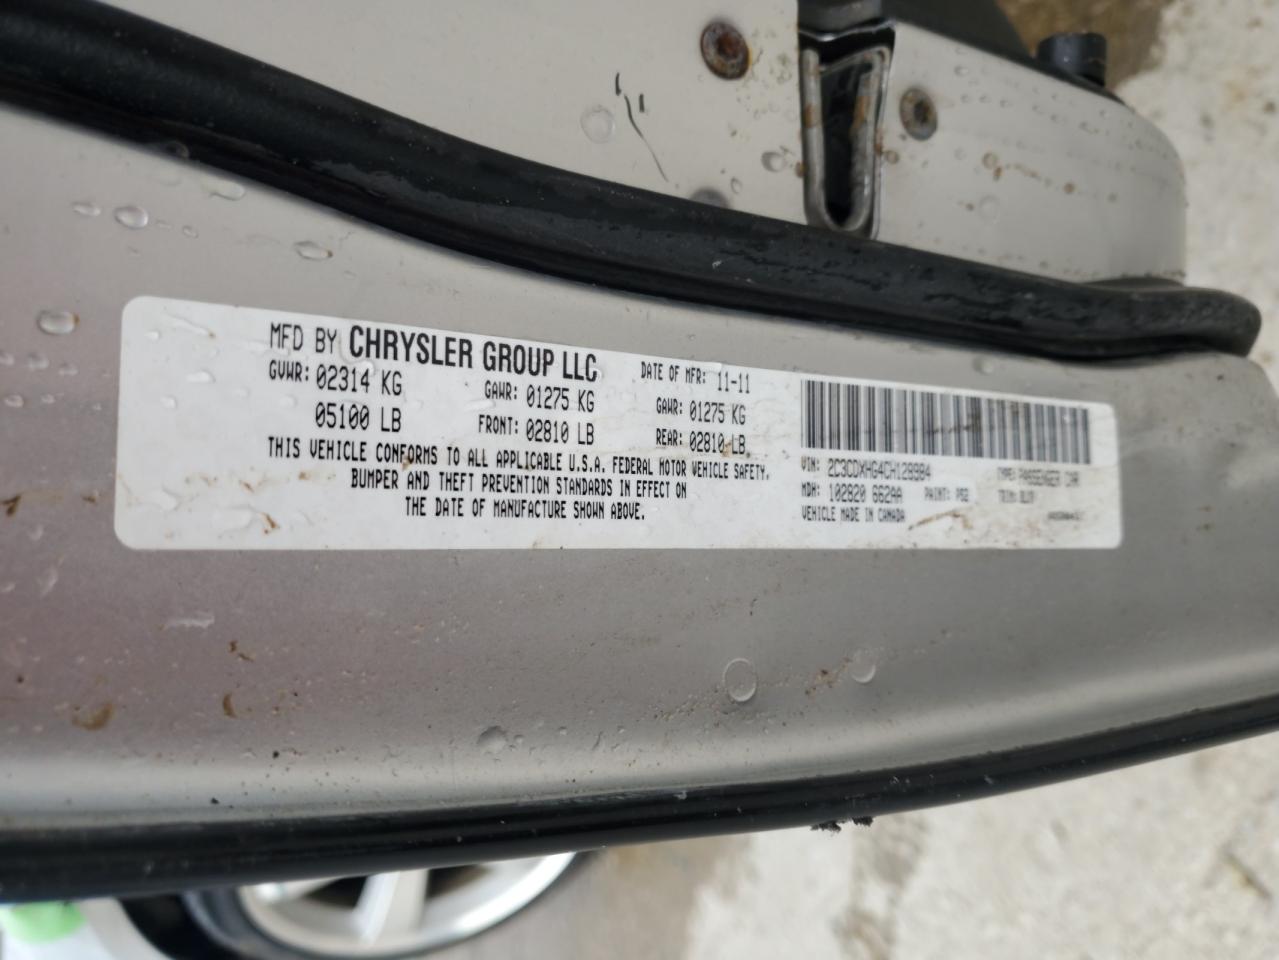 MFD BY CHRYSLER GROUP LLC
DATE OF MFR: 11-11
GVWR: 02314 KG GAWR: 01275 KG GAWR: 01275 KG
05100 LB FRONT: 02810 LB REAR: 02810 LB
THIS VEHICLE CONFORMS TO ALL APPLICABLE U.S.A. FEDERAL MOTOR VEHICLE SAFETY,
BUMPER AND THEFT PREVENTION STANDARDS IN EFFECT ON
THE DATE OF MANUFACTURE SHOWN ABOVE.
VIN: 2C3CDXHG4CH128984 TYPE: PASSENGER CAR
MDH: 102820 662AA PAINT: PS2 TRIM:
VEHICLE MADE IN CANADA